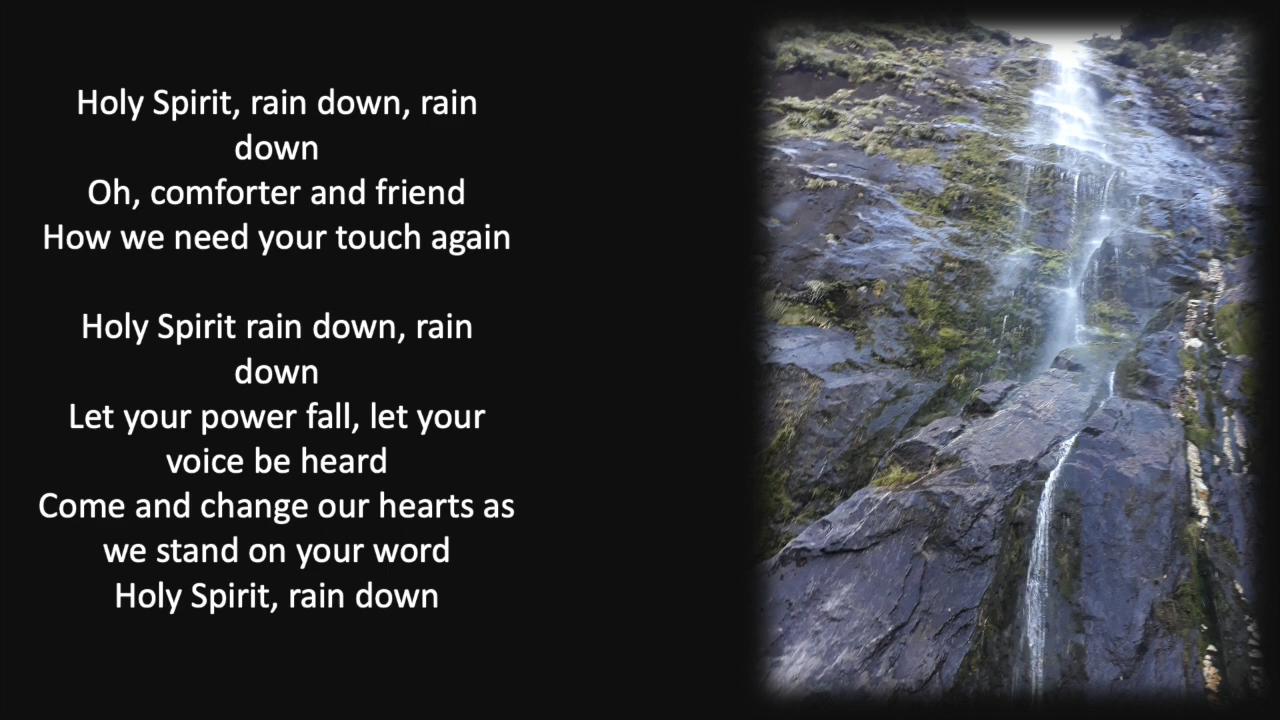 Holy Spirit, rain down, rain
down
Oh, comforter and friend
How we need your touch again
Holy Spirit rain down, rain
down
Let your power fall, let your
voice be heard
Come and change our hearts as
we stand on your word
Holy Spirit, rain down